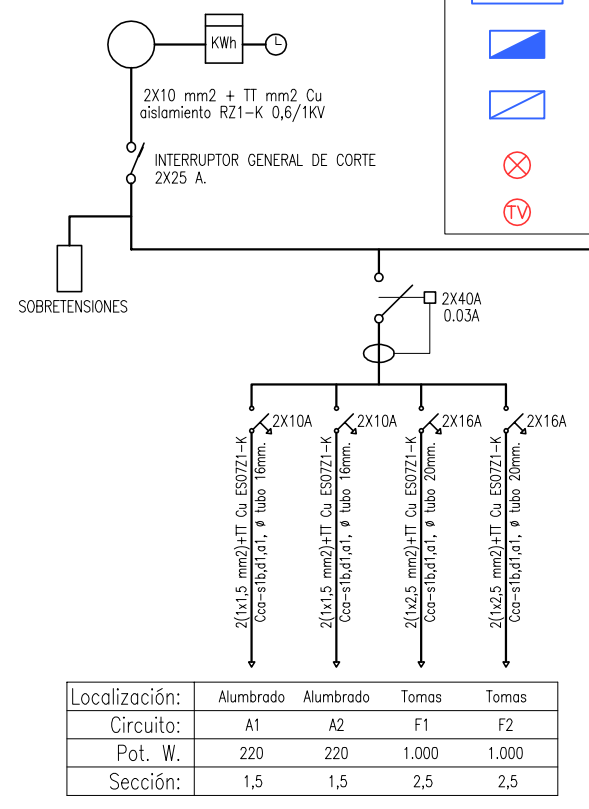 KWh
2X10 mm2 + TT mm2 Cu
aislamiento RZ1-K 0,6/1KV
INTERRUPTOR GENERAL DE CORTE
2X25 A.
TV
SOBRETENSIONES
2X40A
0.03A
2X10A
2X10A
2X16A
2X16A
2(1x1,5 mm2)+TT Cu ES07Z1-K
Cca-s1b,d1,a1, ø tubo 16mm.
2(1x1,5 mm2)+TT Cu ES07Z1-K
Cca-s1b,d1,a1, ø tubo 16mm.
2(1x2,5 mm2)+TT Cu ES07Z1-K
Cca-s1b,d1,a1, ø tubo 20mm.
2(1x2,5 mm2)+TT Cu ES07Z1-K
Cca-s1b,d1,a1, ø tubo 20mm.
Localización: Alumbrado Alumbrado Tomas Tomas
Circuito: A1 A2 F1 F2
Pot. W. 220 220 1.000 1.000
Sección: 1,5 1,5 2,5 2,5